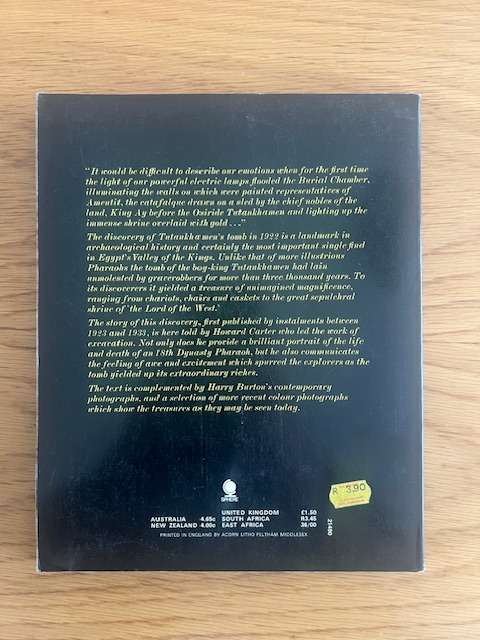 "It would be difficult to describe our emotions when for the first time
the light of our powerful electric lamps flooded the Burial Chamber,
illuminating the walls on which were painted representatives of
Amentit, the catafalque drawn on a sled by the chief nobles of the
land, King Ay before the Osiride Tutankhamen and lighting up the
immense shrine overlaid with gold . . ."
The discovery of Tutankhamen's tomb in 1922 is a landmark in
archaeological history and certainly the most important single find
in Egypt's Valley of the Kings. Unlike that of more illustrious
Pharaohs the tomb of the boy-king Tutankhamen had lain
unmolested by graverobbers for more than three thousand years. To
its discoverers it yielded a treasure of unimagined magnificence,
ranging from chariots, chairs and caskets to the great sepulchral
shrine of 'the Lord of the West.'
The story of this discovery, first published by instalments between
1923 and 1933, is here told by Howard Carter who led the work of
excavation. Not only does he provide a brilliant portrait of the life
and death of an 18th Dynasty Pharaoh, but he also communicates
the feeling of awe and excitement which spurred the explorers as the
tomb yielded up its extraordinary riches.
The text is complemented by Harry Burton's contemporary
photographs, and a selection of more recent colour photographs
which show the treasures as they may be seen today.
SPHERE
R 3,90
UNITED KINGDOM £1.50
AUSTRALIA 4.65c SOUTH AFRICA R3.45
NEW ZEALAND 4.60c EAST AFRICA 36/00
PRINTED IN ENGLAND BY ACORN LITHO FELTHAM MIDDLESEX
21490